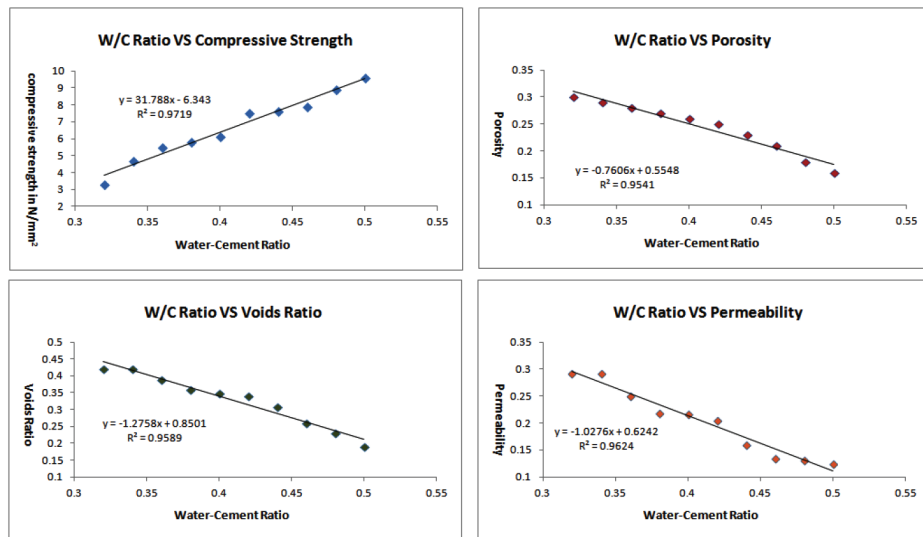 W/C Ratio VS Compressive Strength
compressive strength in N/mm²
10
9
8
7
6
5
4
3
2
y = 31.788x - 6.343
R² = 0.9719
0.3 0.35 0.4 0.45 0.5 0.55
Water-Cement Ratio
W/C Ratio VS Porosity
Porosity
0.35
0.3
0.25
0.2
0.15
0.1
y = -0.7606x + 0.5548
R² = 0.9541
0.3 0.35 0.4 0.45 0.5 0.55
Water-Cement Ratio
W/C Ratio VS Voids Ratio
Voids Ratio
0.5
0.45
0.4
0.35
0.3
0.25
0.2
0.15
0.1
y = -1.2758x + 0.8501
R² = 0.9589
0.3 0.35 0.4 0.45 0.5 0.55
Water-Cement Ratio
W/C Ratio VS Permeability
Permeability
0.35
0.3
0.25
0.2
0.15
0.1
y = -1.0276x + 0.6242
R² = 0.9624
0.3 0.35 0.4 0.45 0.5 0.55
Water-Cement Ratio